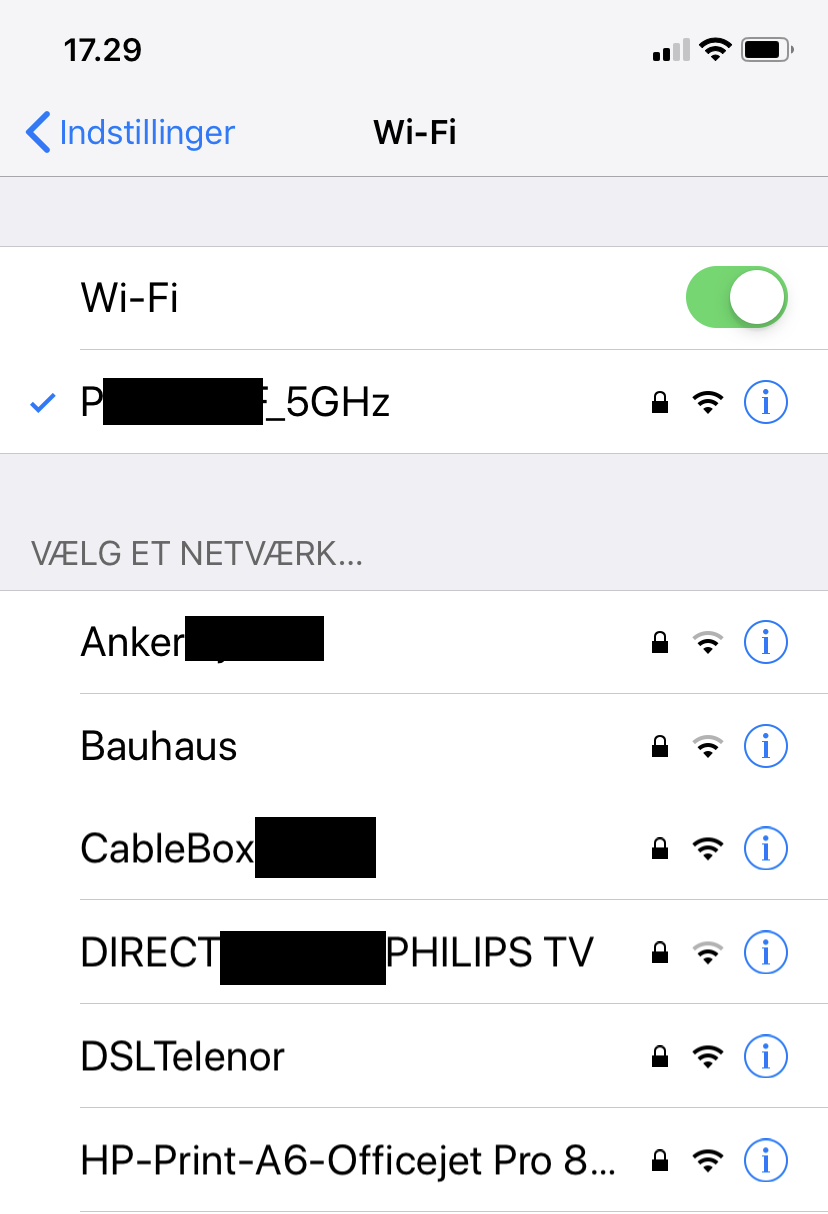 17.29
Indstillinger Wi-Fi
Wi-Fi
P _5GHz
VÆLG ET NETVÆRK...
Anker
Bauhaus
CableBox
DIRECT PHILIPS TV
DSLTelenor
HP-Print-A6-Officejet Pro 8...